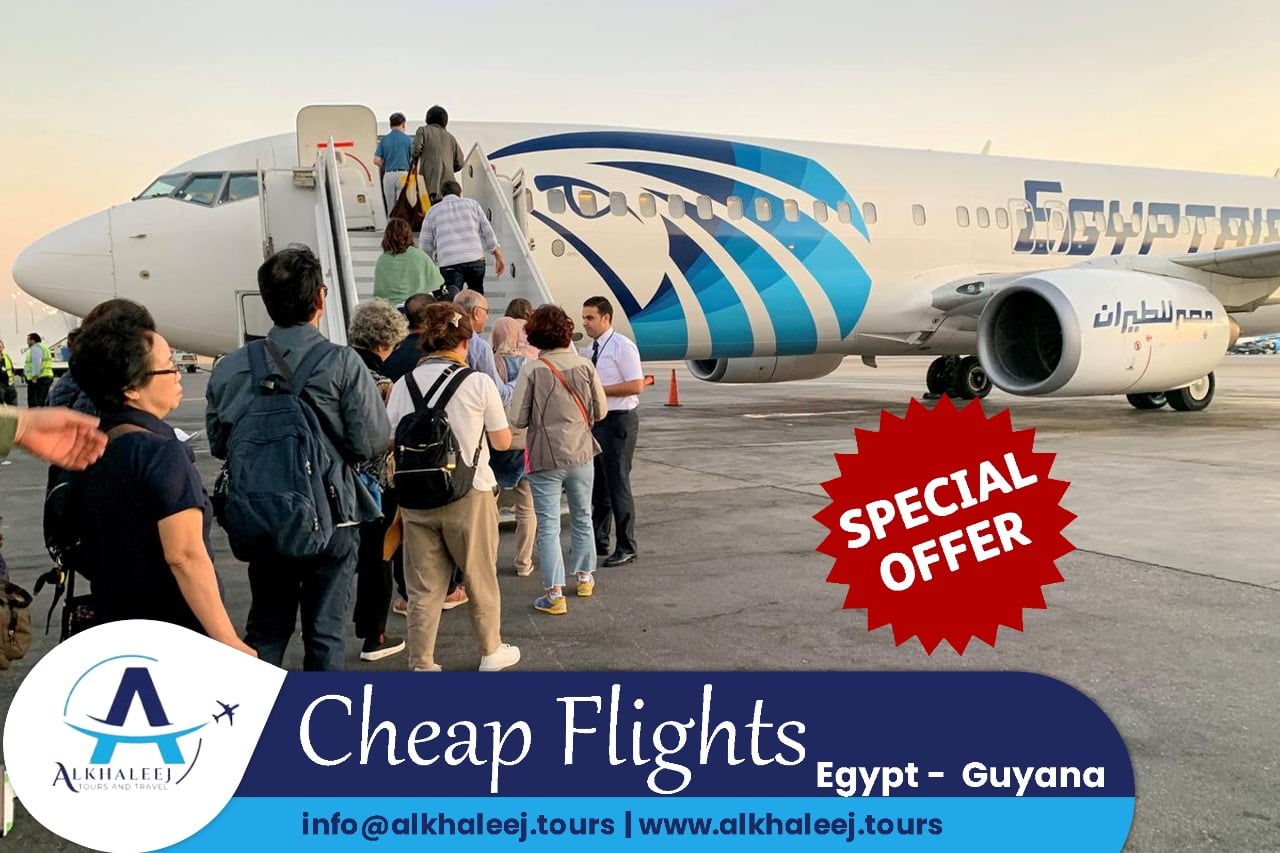 EGYPTAIR
مصر للطيران
SPECIAL
OFFER
Cheap Flights
Egypt - Guyana
ALKHALEEJ
TOURS AND TRAVEL
info@alkhaleej.tours | www.alkhaleej.tours